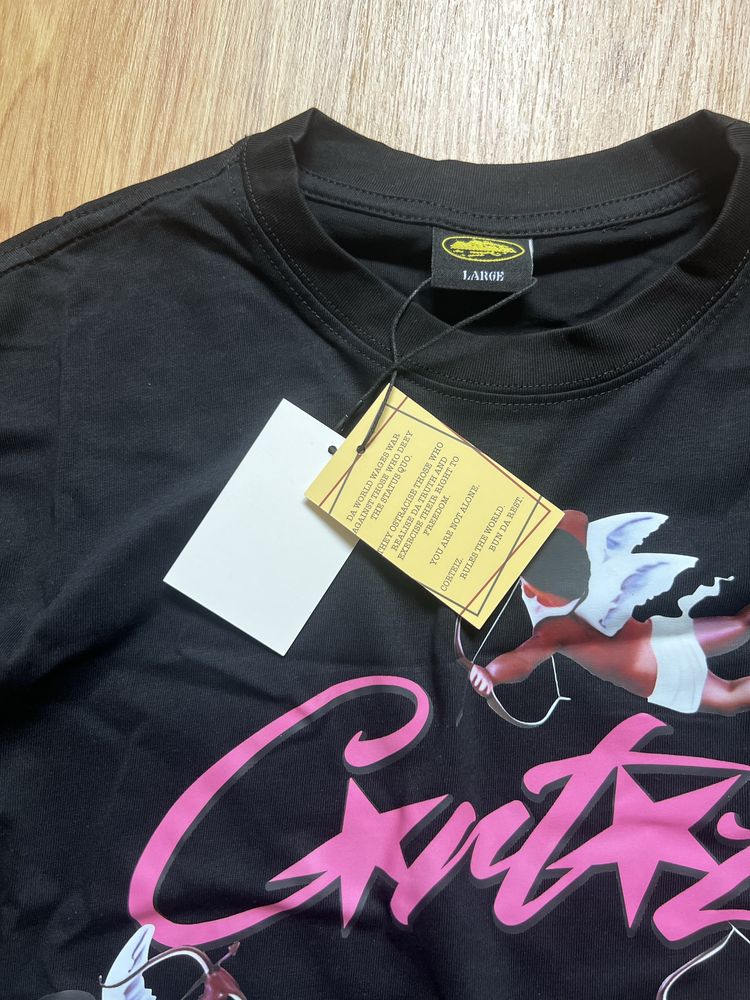 LARGE
DA WORLD WAGES WAR
AGAINST THOSE WHO DEFY
THE STATUS QUO.
THEY OSTRACISE THOSE WHO
REALISE DA TRUTH AND
EXERCISE THEIR RIGHT TO
FREEDOM.
YOU ARE NOT ALONE.
CORTEIZ.
RULES THE WORLD
BUN DA REST.